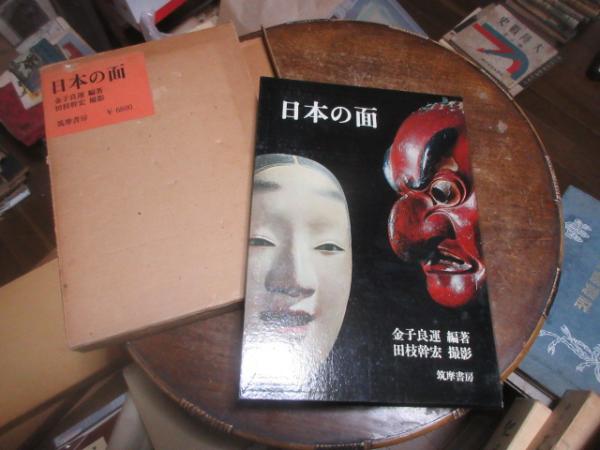 日本の面
金子良運 編著
田枝幹宏 撮影
¥6800
筑摩書房
日本の面
金子良運 編著
田枝幹宏 撮影
筑摩書房